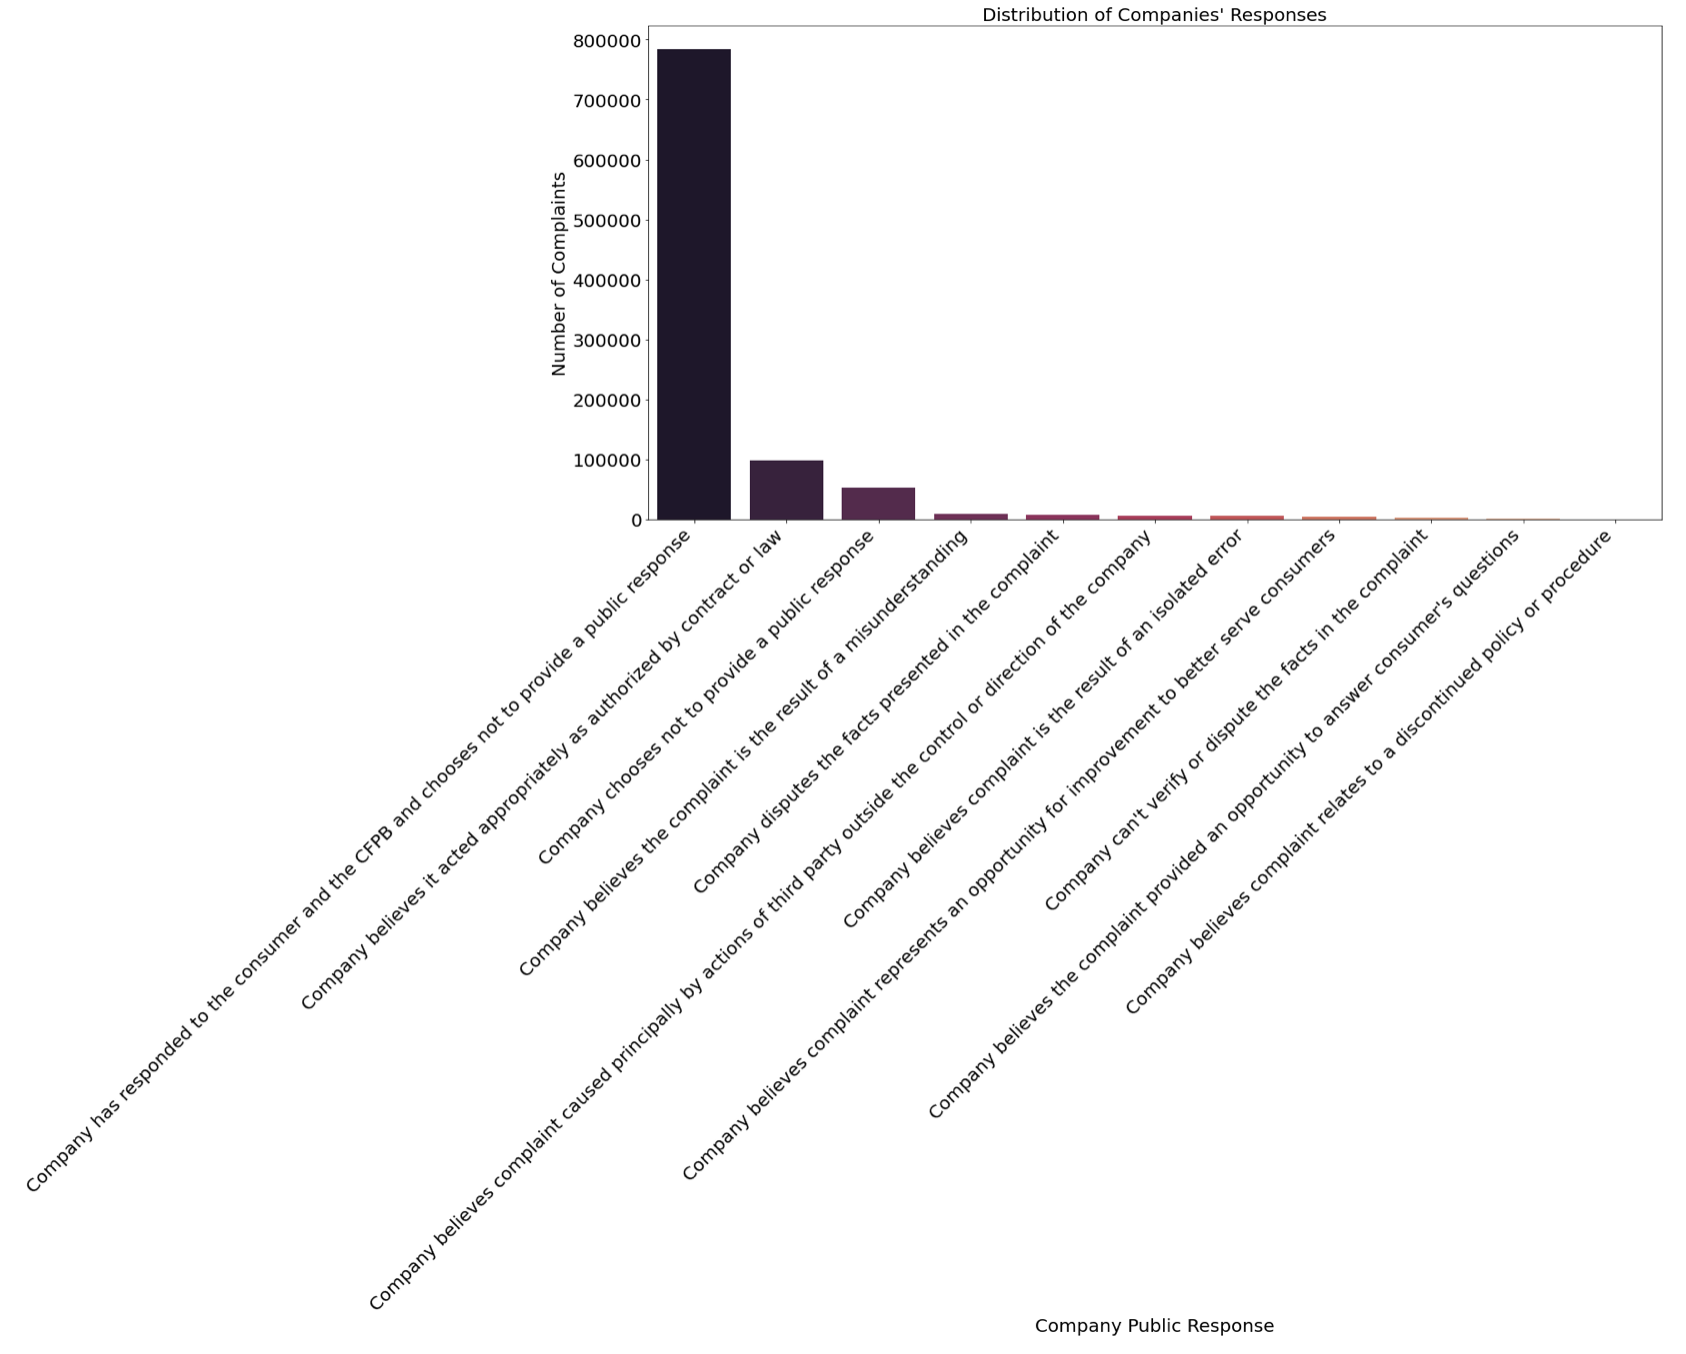 Distribution of Companies' Responses
Number of Complaints
800000
700000
600000
500000
400000
300000
200000
100000
0
Company has responded to the consumer and the CFPB and chooses not to provide a public response
Company believes it acted appropriately as authorized by contract or law
Company chooses not to provide a public response
Company believes the complaint is the result of a misunderstanding
Company disputes the facts presented in the complaint
Company believes complaint caused principally by actions of third party outside the control or direction of the company
Company believes complaint is the result of an isolated error
Company believes complaint represents an opportunity for improvement to better serve consumers
Company can't verify or dispute the facts in the complaint
Company believes the complaint provided an opportunity to answer consumer's questions
Company believes complaint relates to a discontinued policy or procedure
Company Public Response